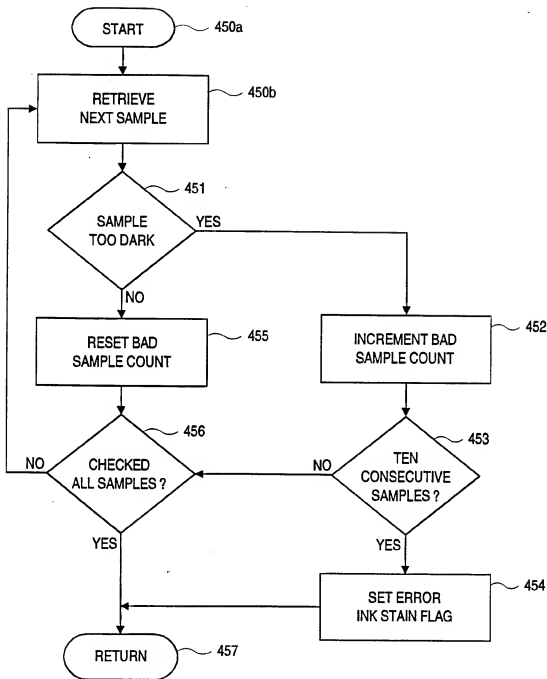 START
450a
RETRIEVE
NEXT SAMPLE
450b
451
SAMPLE
TOO DARK
YES
NO
RESET BAD
SAMPLE COUNT
455
INCREMENT BAD
SAMPLE COUNT
452
456
CHECKED
ALL SAMPLES ?
NO
YES
453
TEN
CONSECUTIVE
SAMPLES ?
NO
YES
SET ERROR
INK STAIN FLAG
454
RETURN
457